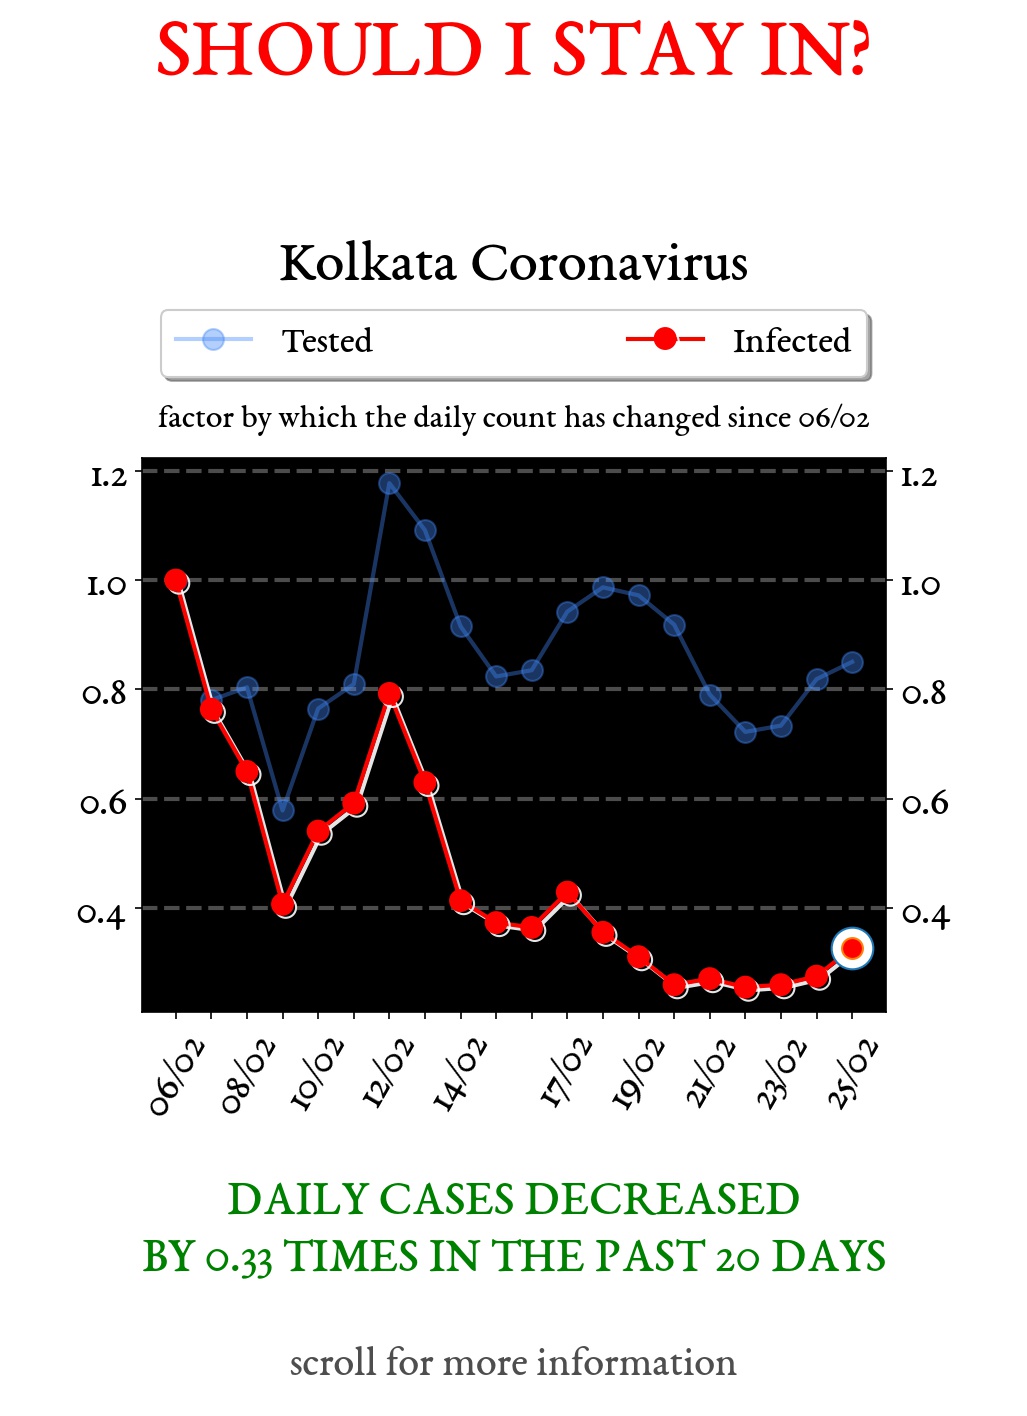 SHOULD I STAY IN?
Kolkata Coronavirus
Tested Infected
factor by which the daily count has changed since 06/02
1.2 1.2
1.0 1.0
0.8 0.8
0.6 0.6
0.4 0.4
06/02 08/02 10/02 12/02 14/02 17/02 19/02 21/02 23/02 25/02
DAILY CASES DECREASED
BY 0.33 TIMES IN THE PAST 20 DAYS
scroll for more information